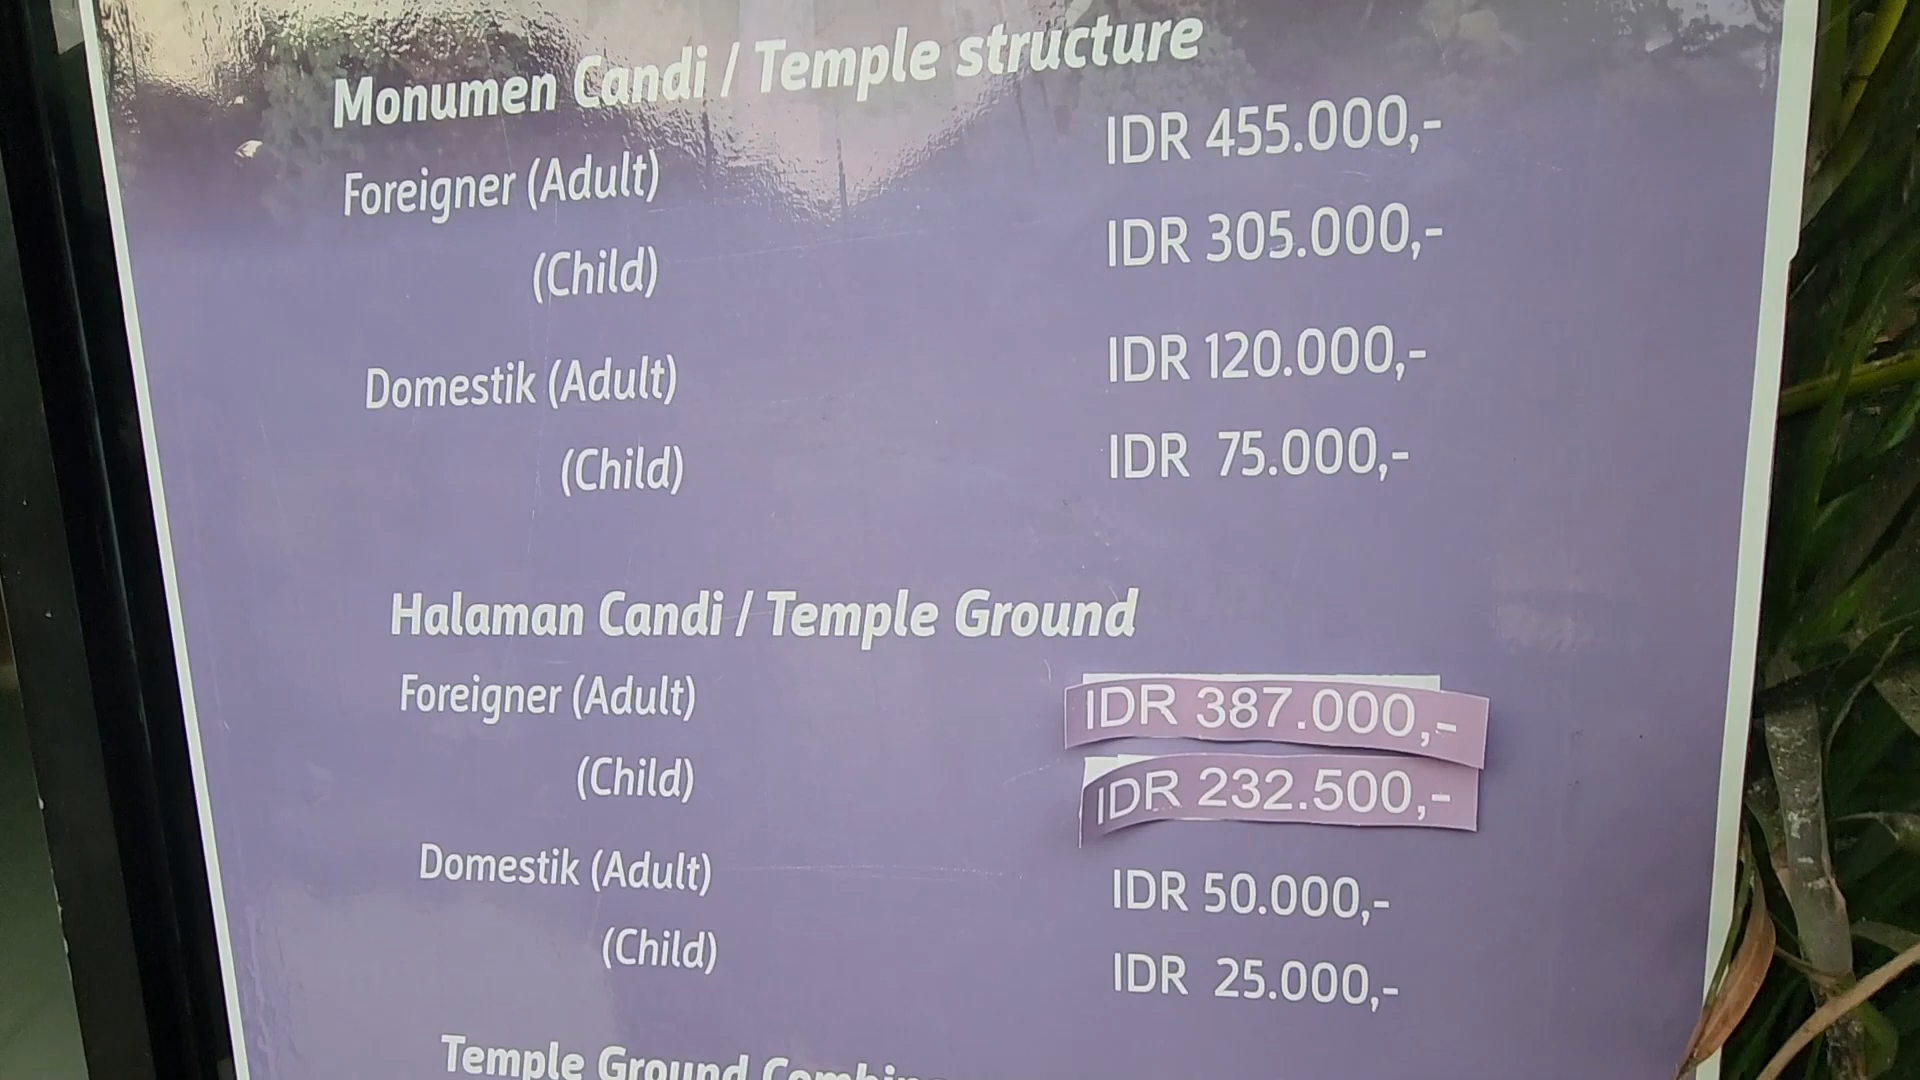 Monumen Candi / Temple structure
Foreigner (Adult) IDR 455.000,-
(Child) IDR 305.000,-
Domestik (Adult) IDR 120.000,-
(Child) IDR 75.000,-
Halaman Candi / Temple Ground
Foreigner (Adult) IDR 387.000,-
(Child) IDR 232.500,-
Domestik (Adult) IDR 50.000,-
(Child) IDR 25.000,-
Temple Ground